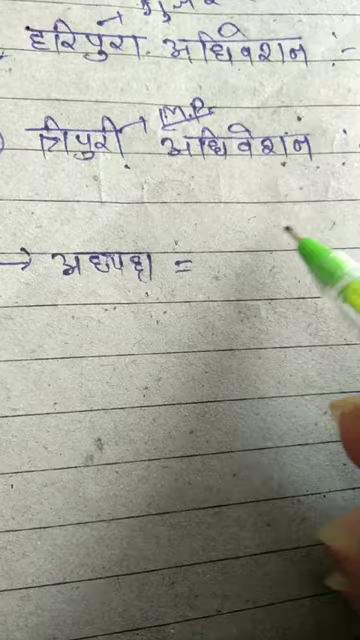 हरिपुरा अधिवेशन :-
M.P.
त्रिपुरी अधिवेशन :
→ अध्यक्ष =